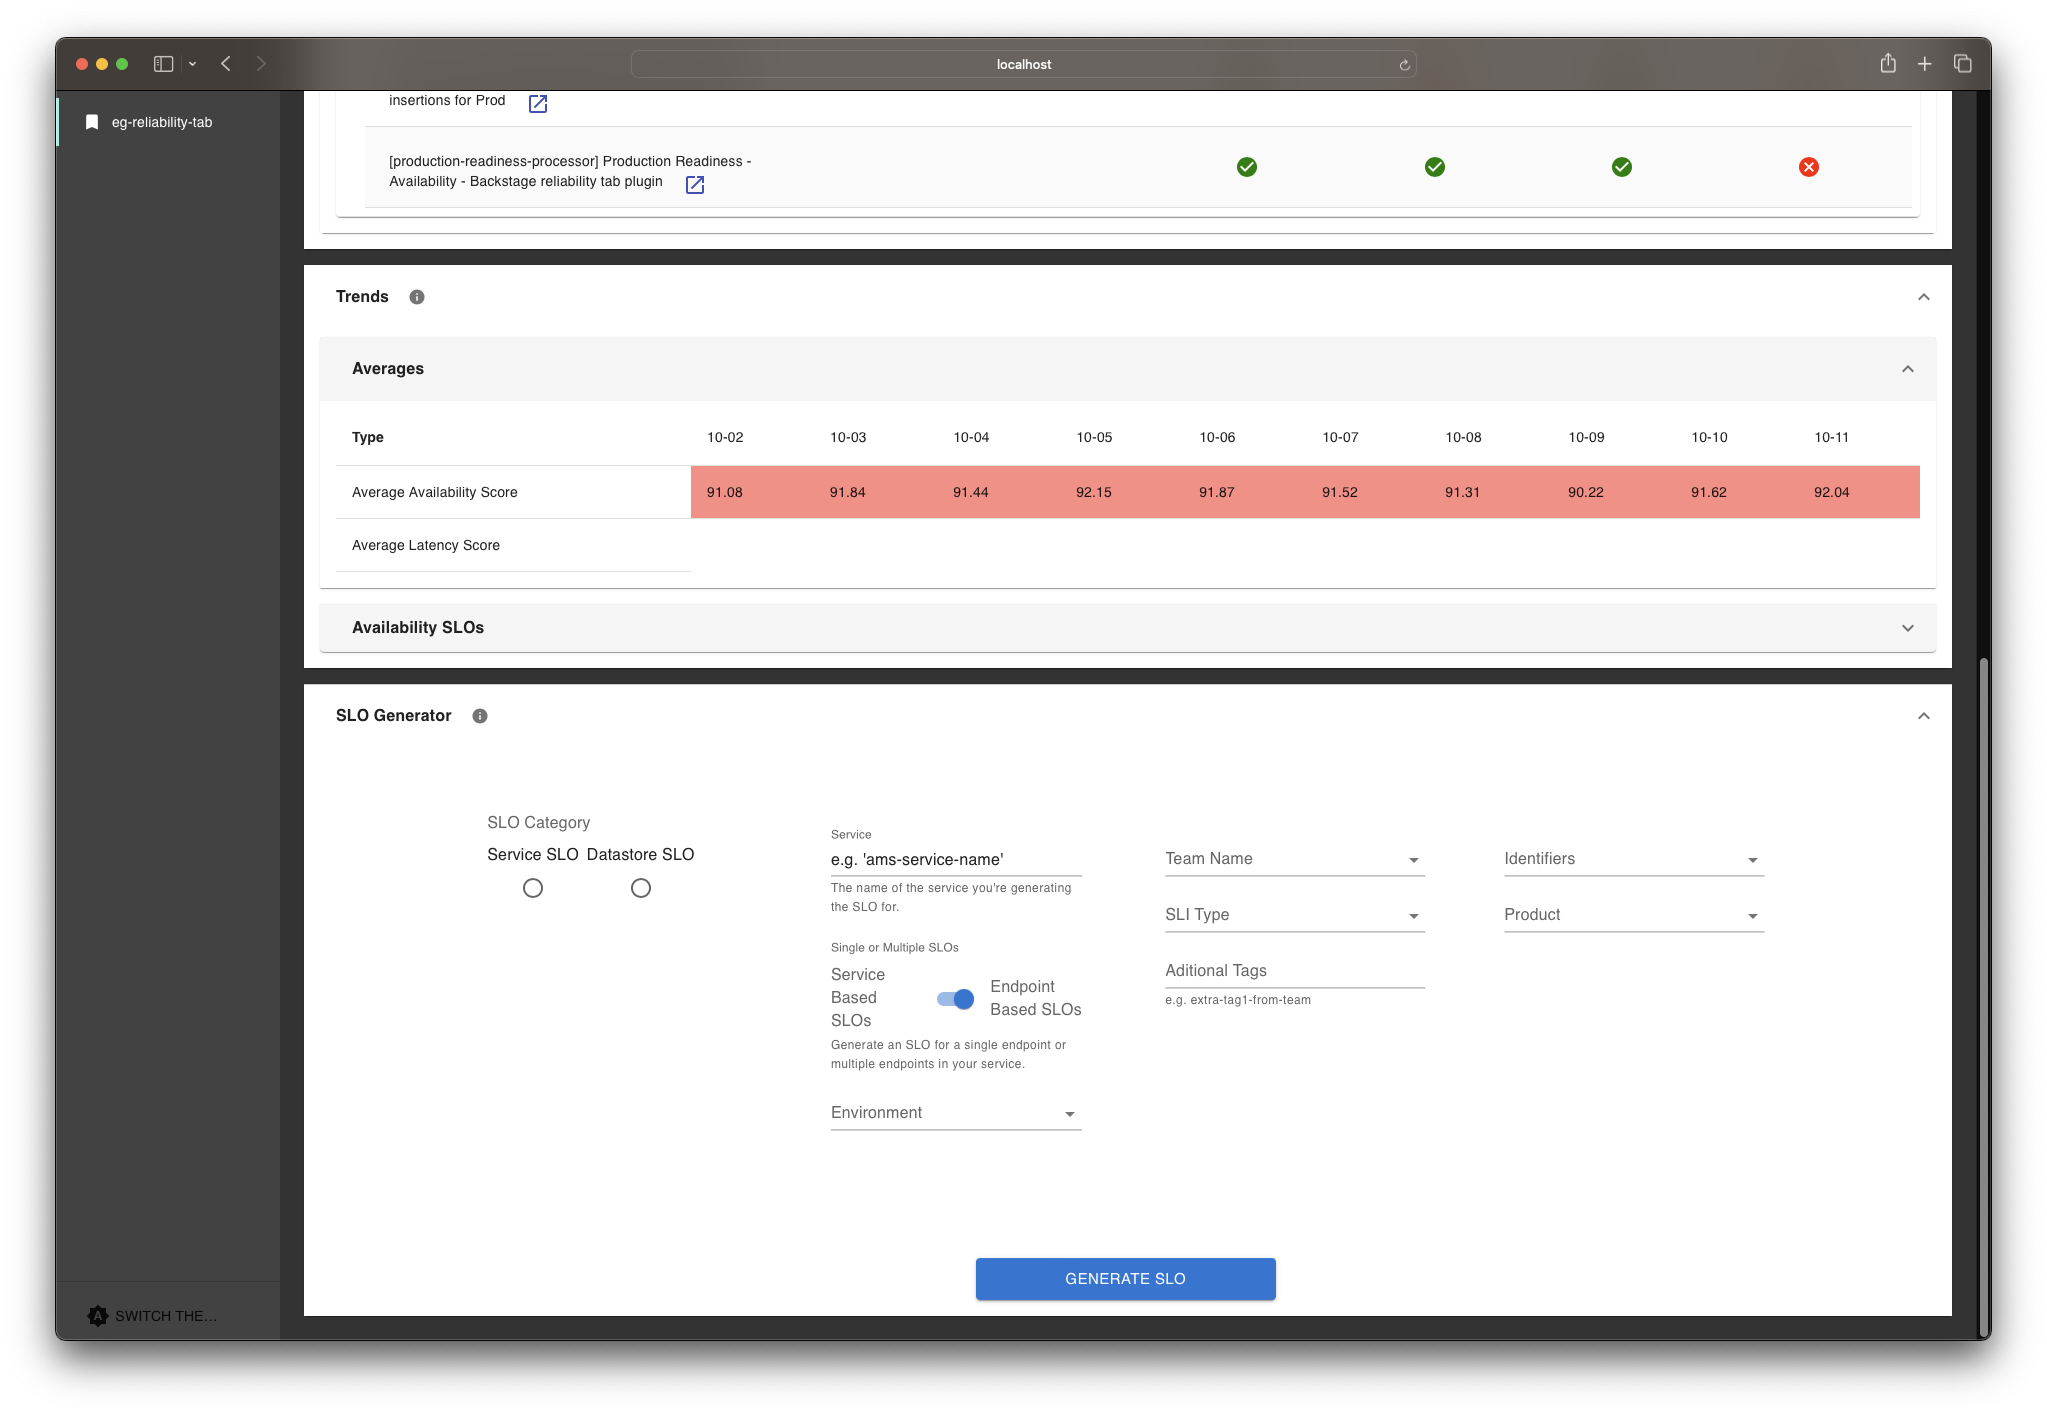 localhost
eg-reliability-tab
insertions for Prod
[production-readiness-processor] Production Readiness -
Availability - Backstage reliability tab plugin
Trends
Averages
Type 10-02 10-03 10-04 10-05 10-06 10-07 10-08 10-09 10-10 10-11
Average Availability Score 91.08 91.84 91.44 92.15 91.87 91.52 91.31 90.22 91.62 92.04
Average Latency Score
Availability SLOs
SLO Generator
SLO Category
Service SLO Datastore SLO
Service
e.g. 'ams-service-name'
The name of the service you're generating
the SLO for.
Single or Multiple SLOs
Service
Based
SLOs
Endpoint
Based SLOs
Generate an SLO for a single endpoint or
multiple endpoints in your service.
Environment
Team Name
SLI Type
Aditional Tags
e.g. extra-tag1-from-team
Identifiers
Product
GENERATE SLO
A SWITCH THE...